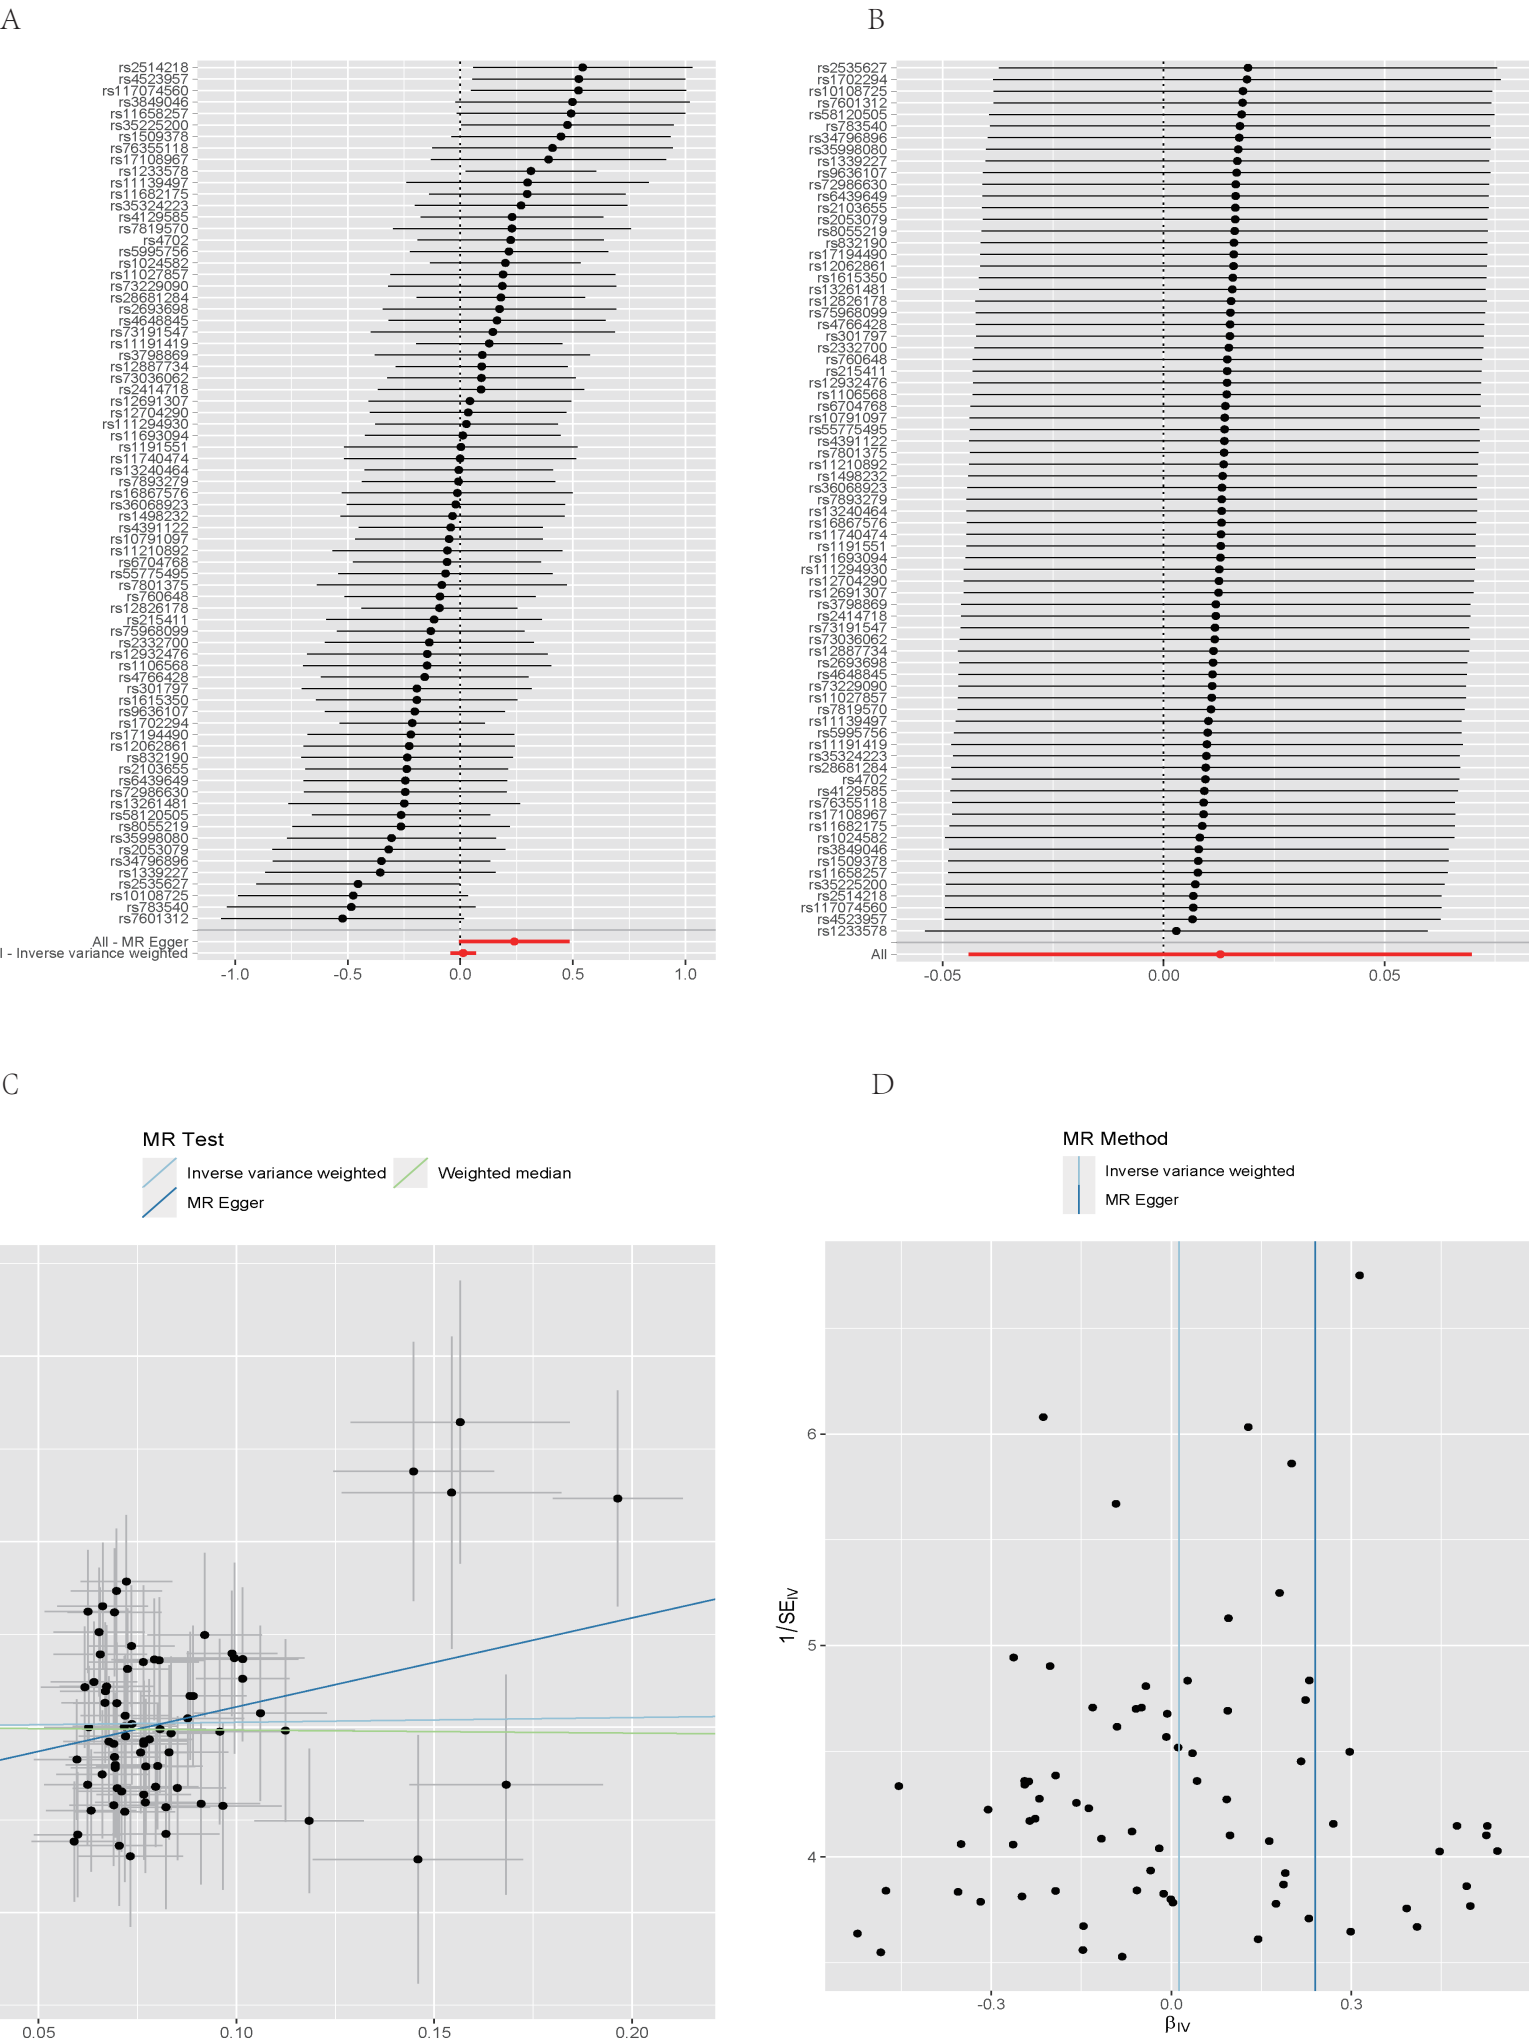 A
rs2514218
rs4523957
rs117074560
rs3849046
rs11658257
rs35225200
rs1509378
rs76355118
rs17108967
rs1233578
rs11139497
rs11682175
rs35324223
rs4129585
rs7819570
rs4702
rs5995756
rs1024582
rs11027857
rs73229090
rs28681284
rs2693698
rs4648845
rs73191547
rs11191419
rs3798869
rs12887734
rs73036062
rs2414718
rs12691307
rs12704290
rs111294930
rs11693094
rs1191551
rs11740474
rs13240464
rs7893279
rs16867576
rs36068923
rs1498232
rs4391122
rs10791097
rs11210892
rs6704768
rs55775495
rs7801375
rs760648
rs12826178
rs215411
rs75968099
rs2332700
rs12932476
rs1106568
rs4766428
rs301797
rs1615350
rs9636107
rs1702294
rs17194490
rs12062861
rs832190
rs2103655
rs6439649
rs72986630
rs13261481
rs58120505
rs8055219
rs35998080
rs2053079
rs34796896
rs1339227
rs2535627
rs10108725
rs783540
rs7601312
All - MR Egger
l - Inverse variance weighted
-1.0 -0.5 0.0 0.5 1.0
B
rs2535627
rs1702294
rs10108725
rs7601312
rs58120505
rs783540
rs34796896
rs35998080
rs1339227
rs9636107
rs72986630
rs6439649
rs2103655
rs2053079
rs8055219
rs832190
rs17194490
rs12062861
rs1615350
rs13261481
rs12826178
rs75968099
rs4766428
rs301797
rs2332700
rs760648
rs215411
rs12932476
rs1106568
rs6704768
rs10791097
rs55775495
rs4391122
rs7801375
rs11210892
rs1498232
rs36068923
rs7893279
rs13240464
rs16867576
rs11740474
rs1191551
rs11693094
rs111294930
rs12704290
rs12691307
rs3798869
rs2414718
rs73191547
rs73036062
rs12887734
rs2693698
rs4648845
rs73229090
rs11027857
rs7819570
rs11139497
rs5995756
rs11191419
rs35324223
rs28681284
rs4702
rs4129585
rs76355118
rs17108967
rs11682175
rs1024582
rs3849046
rs1509378
rs11658257
rs35225200
rs2514218
rs117074560
rs4523957
rs1233578
All
-0.05 0.00 0.05
C
MR Test
Inverse variance weighted Weighted median
MR Egger
0.05 0.10 0.15 0.20
D
MR Method
Inverse variance weighted
MR Egger
6
5
4
1/SE_IV
-0.3 0.0 0.3
β_IV